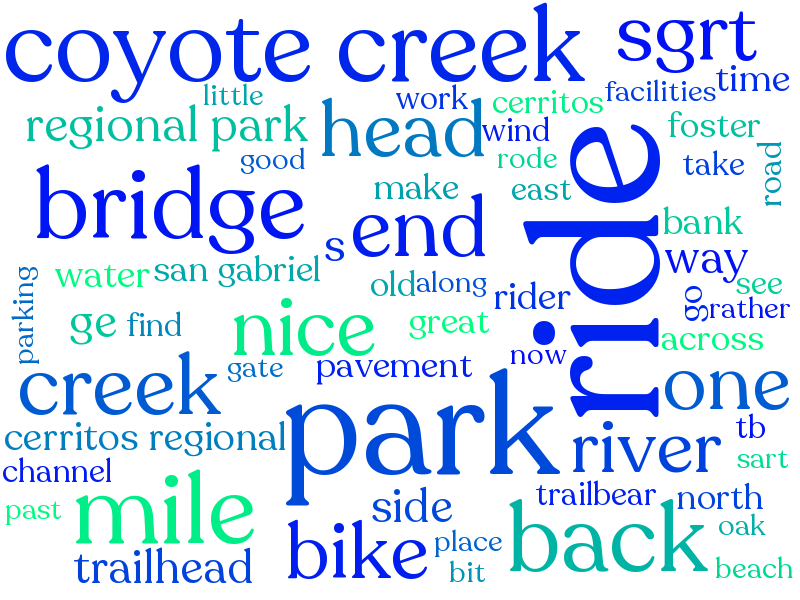 coyote creek
sgrt
little
work
cerritos
facilities
time
regional park
head
wind
foster
good
rode
take
road
bridge
make
east
ride
s
end
bank
way
water
san gabriel
old
along
rider
see
go
rather
parking
ge
find
nice
great
across
now
creek
gate
pavement
park
one
cerritos regional
river
tb
channel
sart
past
mile
side
trailbear
north
bike
place
back
oak
trailhead
bit
beach